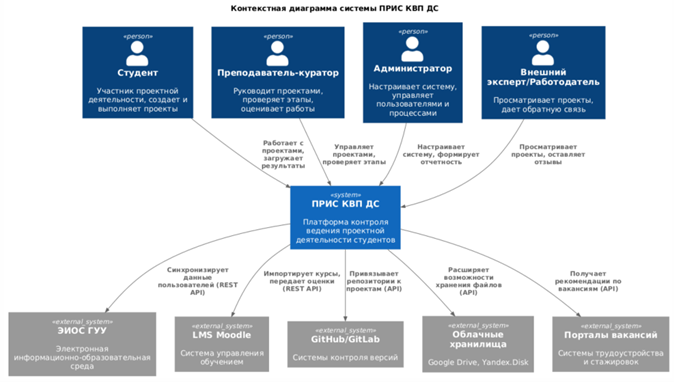 Контекстная диаграмма системы ПРИС КВП ДС
«person»
Студент
Участник проектной
деятельности, создает и
выполняет проекты
«person»
Преподаватель-куратор
Руководит проектами,
проверяет этапы,
оценивает работы
«person»
Администратор
Настраивает систему,
управляет
пользователями и
процессами
«person»
Внешний
эксперт/Работодатель
Просматривает проекты,
дает обратную связь
Работает с
проектами,
загружает
результаты
Управляет
проектами,
проверяет этапы
Настраивает
систему, формирует
отчетность
Просматривает
проекты, оставляет
отзывы
«system»
ПРИС КВП ДС
Платформа контроля
ведения проектной
деятельности студентов
Синхронизирует
данные
пользователей (REST
API)
Импортирует курсы,
передает оценки
(REST API)
Привязывает
репозитории к
проектам (API)
Расширяет
возможности
хранения файлов
(API)
Получает
рекомендации по
вакансиям (API)
«external_system»
ЭИОС ГУУ
Электронная
информационно-образовательная
среда
«external_system»
LMS Moodle
Система управления
обучением
«external_system»
GitHub/GitLab
Системы контроля версий
«external_system»
Облачные
хранилища
Google Drive, Yandex.Disk
«external_system»
Порталы вакансий
Системы трудоустройства
и стажировок